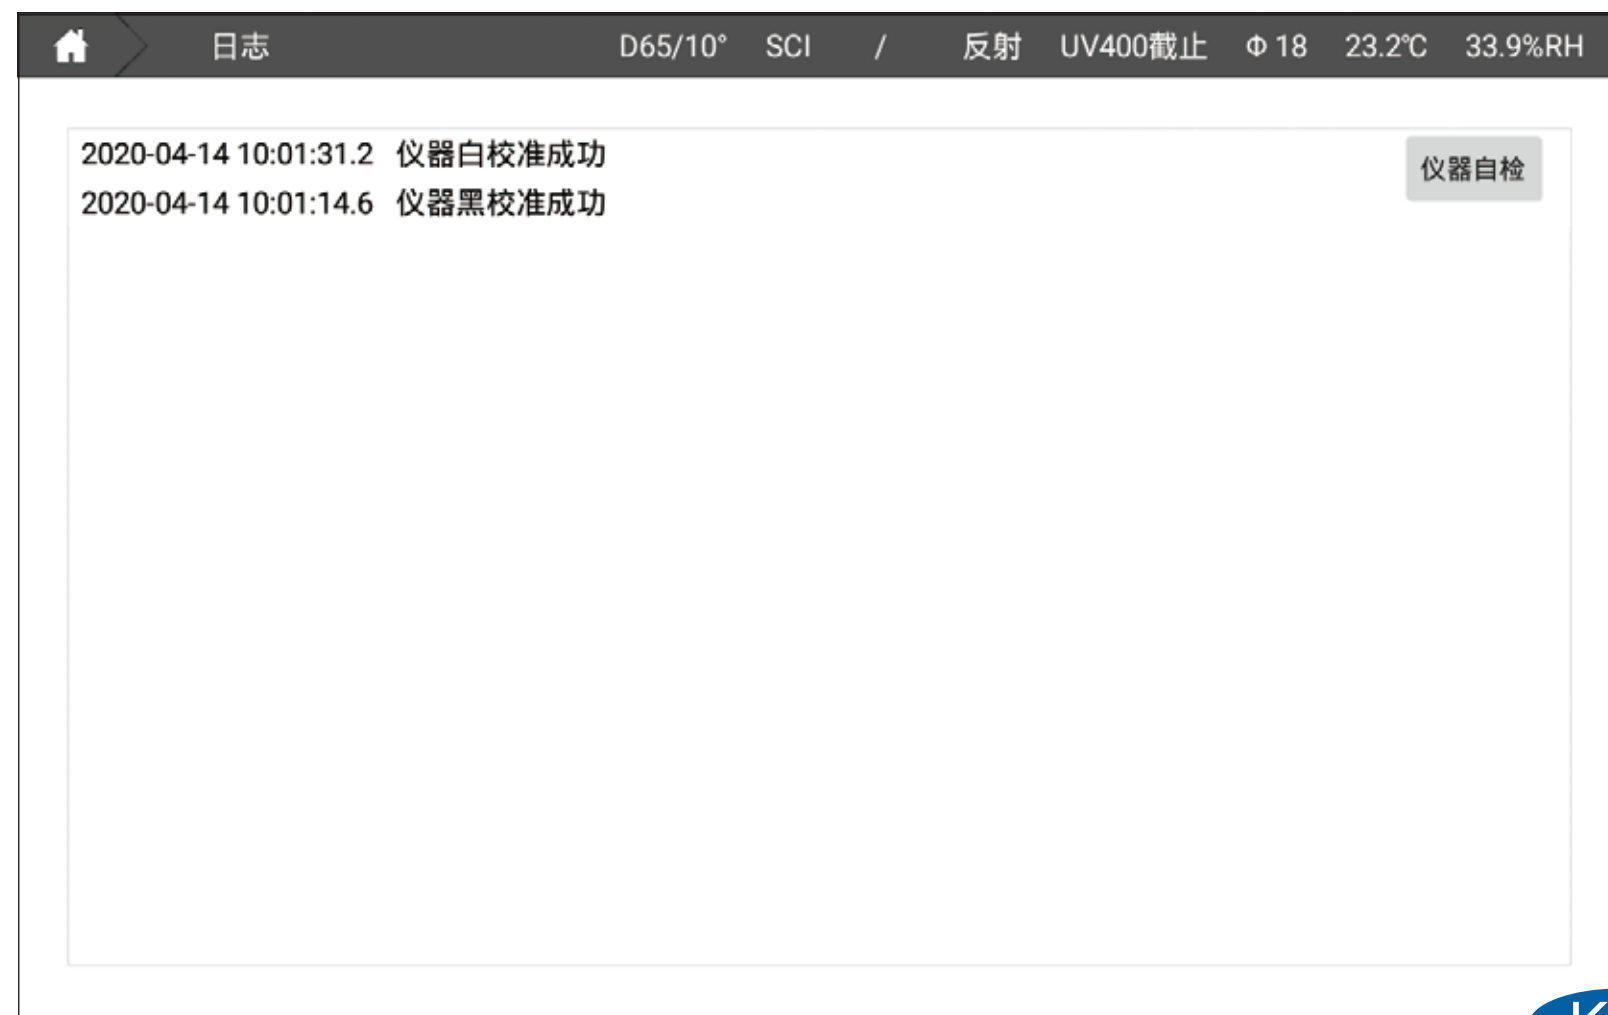 日志 D65/10° SCI / 反射 UV400截止 Φ 18 23.2℃ 33.9%RH
2020-04-14 10:01:31.2 仪器白校准成功
仪器自检
2020-04-14 10:01:14.6 仪器黑校准成功